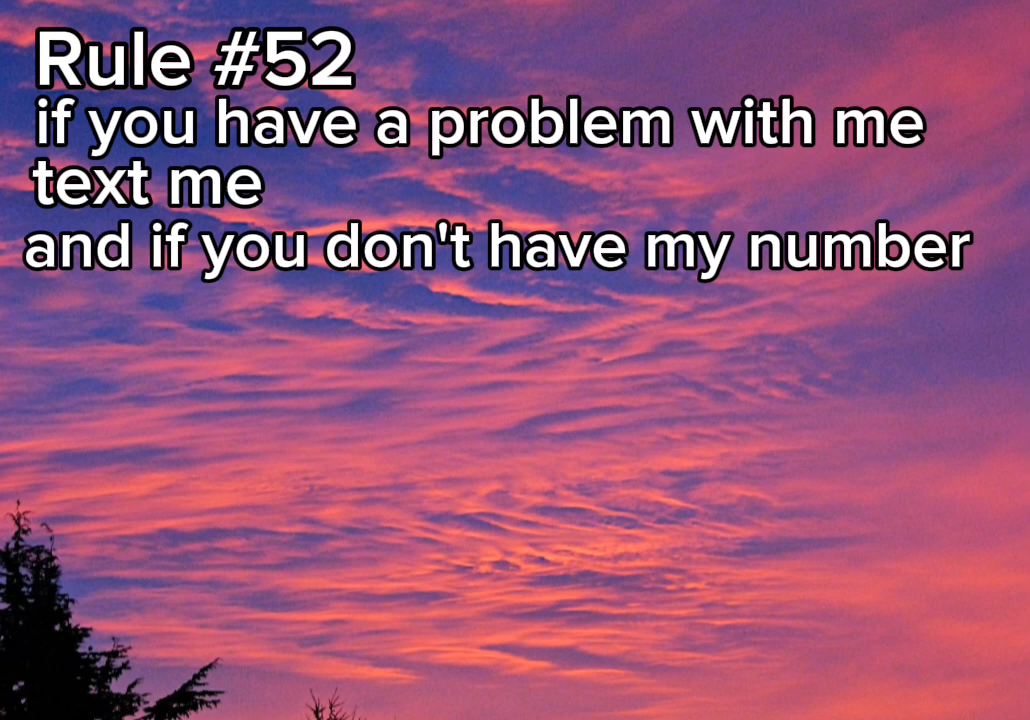 Rule #52
if you have a problem with me
text me
and if you don't have my number